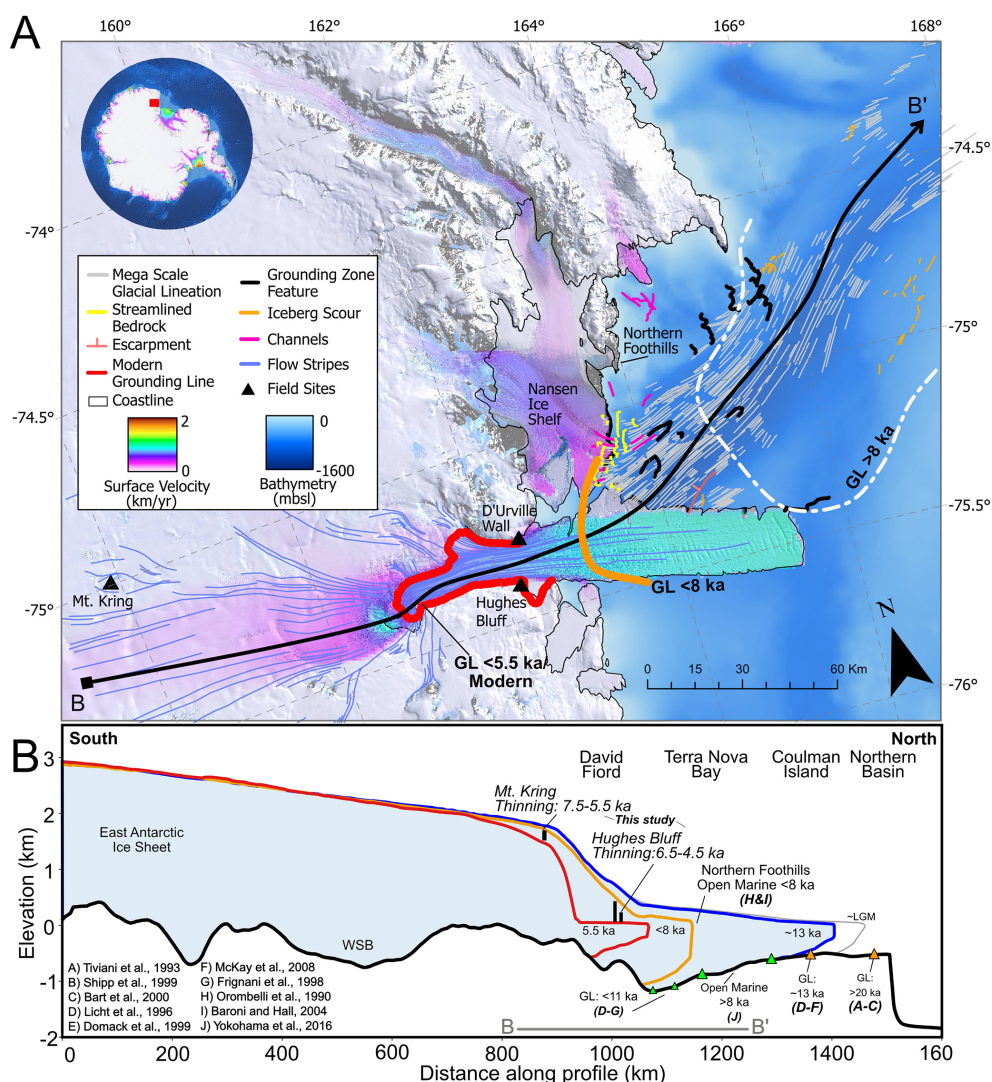 A
160°
162°
164°
166°
168°
B'
-74.5°
-74°
-75°
-74.5°
-75.5°
-75°
-76°
Mega Scale
Glacial Lineation
Streamlined
Bedrock
Escarpment
Modern
Grounding Line
Coastline
Grounding Zone
Feature
Iceberg Scour
Channels
Flow Stripes
Field Sites
2
0
Surface Velocity
(km/yr)
0
-1600
Bathymetry
(mbsl)
Northern
Foothills
Nansen
Ice
Shelf
GL >8 ka
D'Urville
Wall
GL <8 ka
Mt. Kring
Hughes
Bluff
GL <5.5 ka/
Modern
N
0 15 30 60 Km
B
B
South
North
David
Fiord
Terra Nova
Bay
Coulman
Island
Northern
Basin
Mt. Kring
Thinning: 7.5-5.5 ka
This study
Hughes Bluff
Thinning:6.5-4.5 ka
East Antarctic
Ice Sheet
Northern Foothills
Open Marine <8 ka
(H&I)
~LGM
5.5 ka
<8 ka
~13 ka
WSB
GL: <11 ka
(D-G)
Open Marine
>8 ka
(J)
GL:
~13 ka
(D-F)
GL:
>20 ka
(A-C)
A) Tiviani et al., 1993
B) Shipp et al., 1999
C) Bart et al., 2000
D) Licht et al., 1996
E) Domack et al., 1999
F) McKay et al., 2008
G) Frignani et al., 1998
H) Orombelli et al., 1990
I) Baroni and Hall, 2004
J) Yokohama et al., 2016
B
B'
Elevation (km)
3
2
1
0
-1
-2
0 200 400 600 800 1000 1200 1400 160
Distance along profile (km)